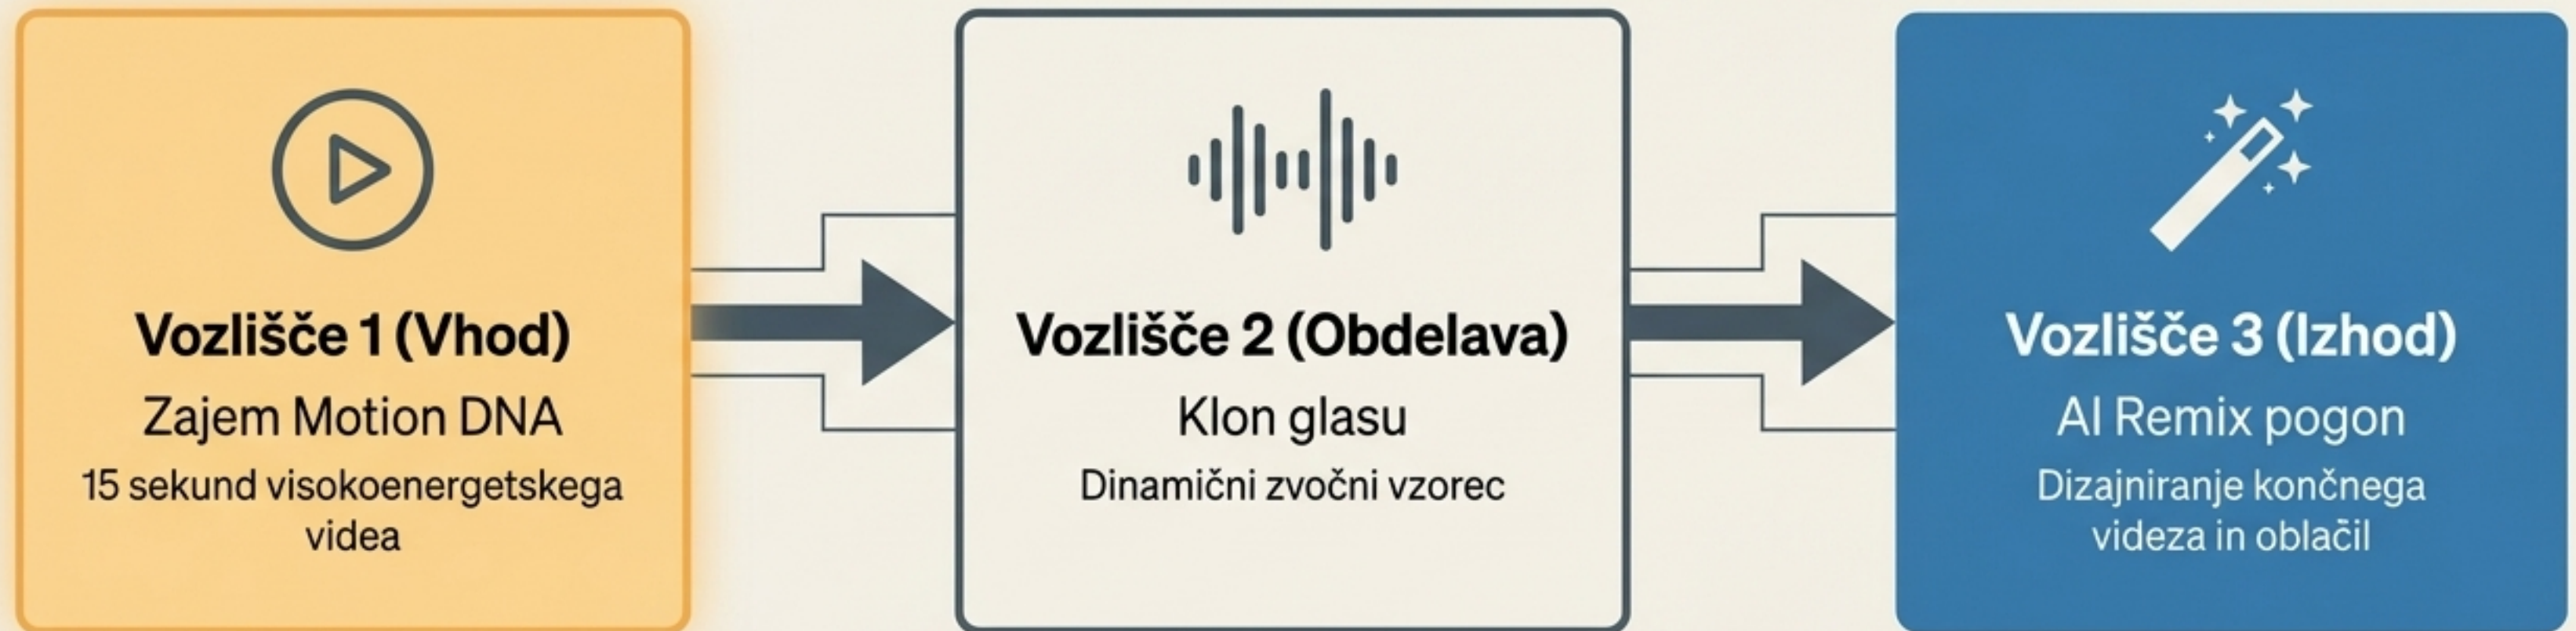 Vozlišče 1 (Vhod)
Zajem Motion DNA
15 sekund visokoenergetskega
videa
Vozlišče 2 (Obdelava)
Klon glasu
Dinamični zvočni vzorec
Vozlišče 3 (Izhod)
AI Remix pogon
Dizajniranje končnega
videza in oblačil